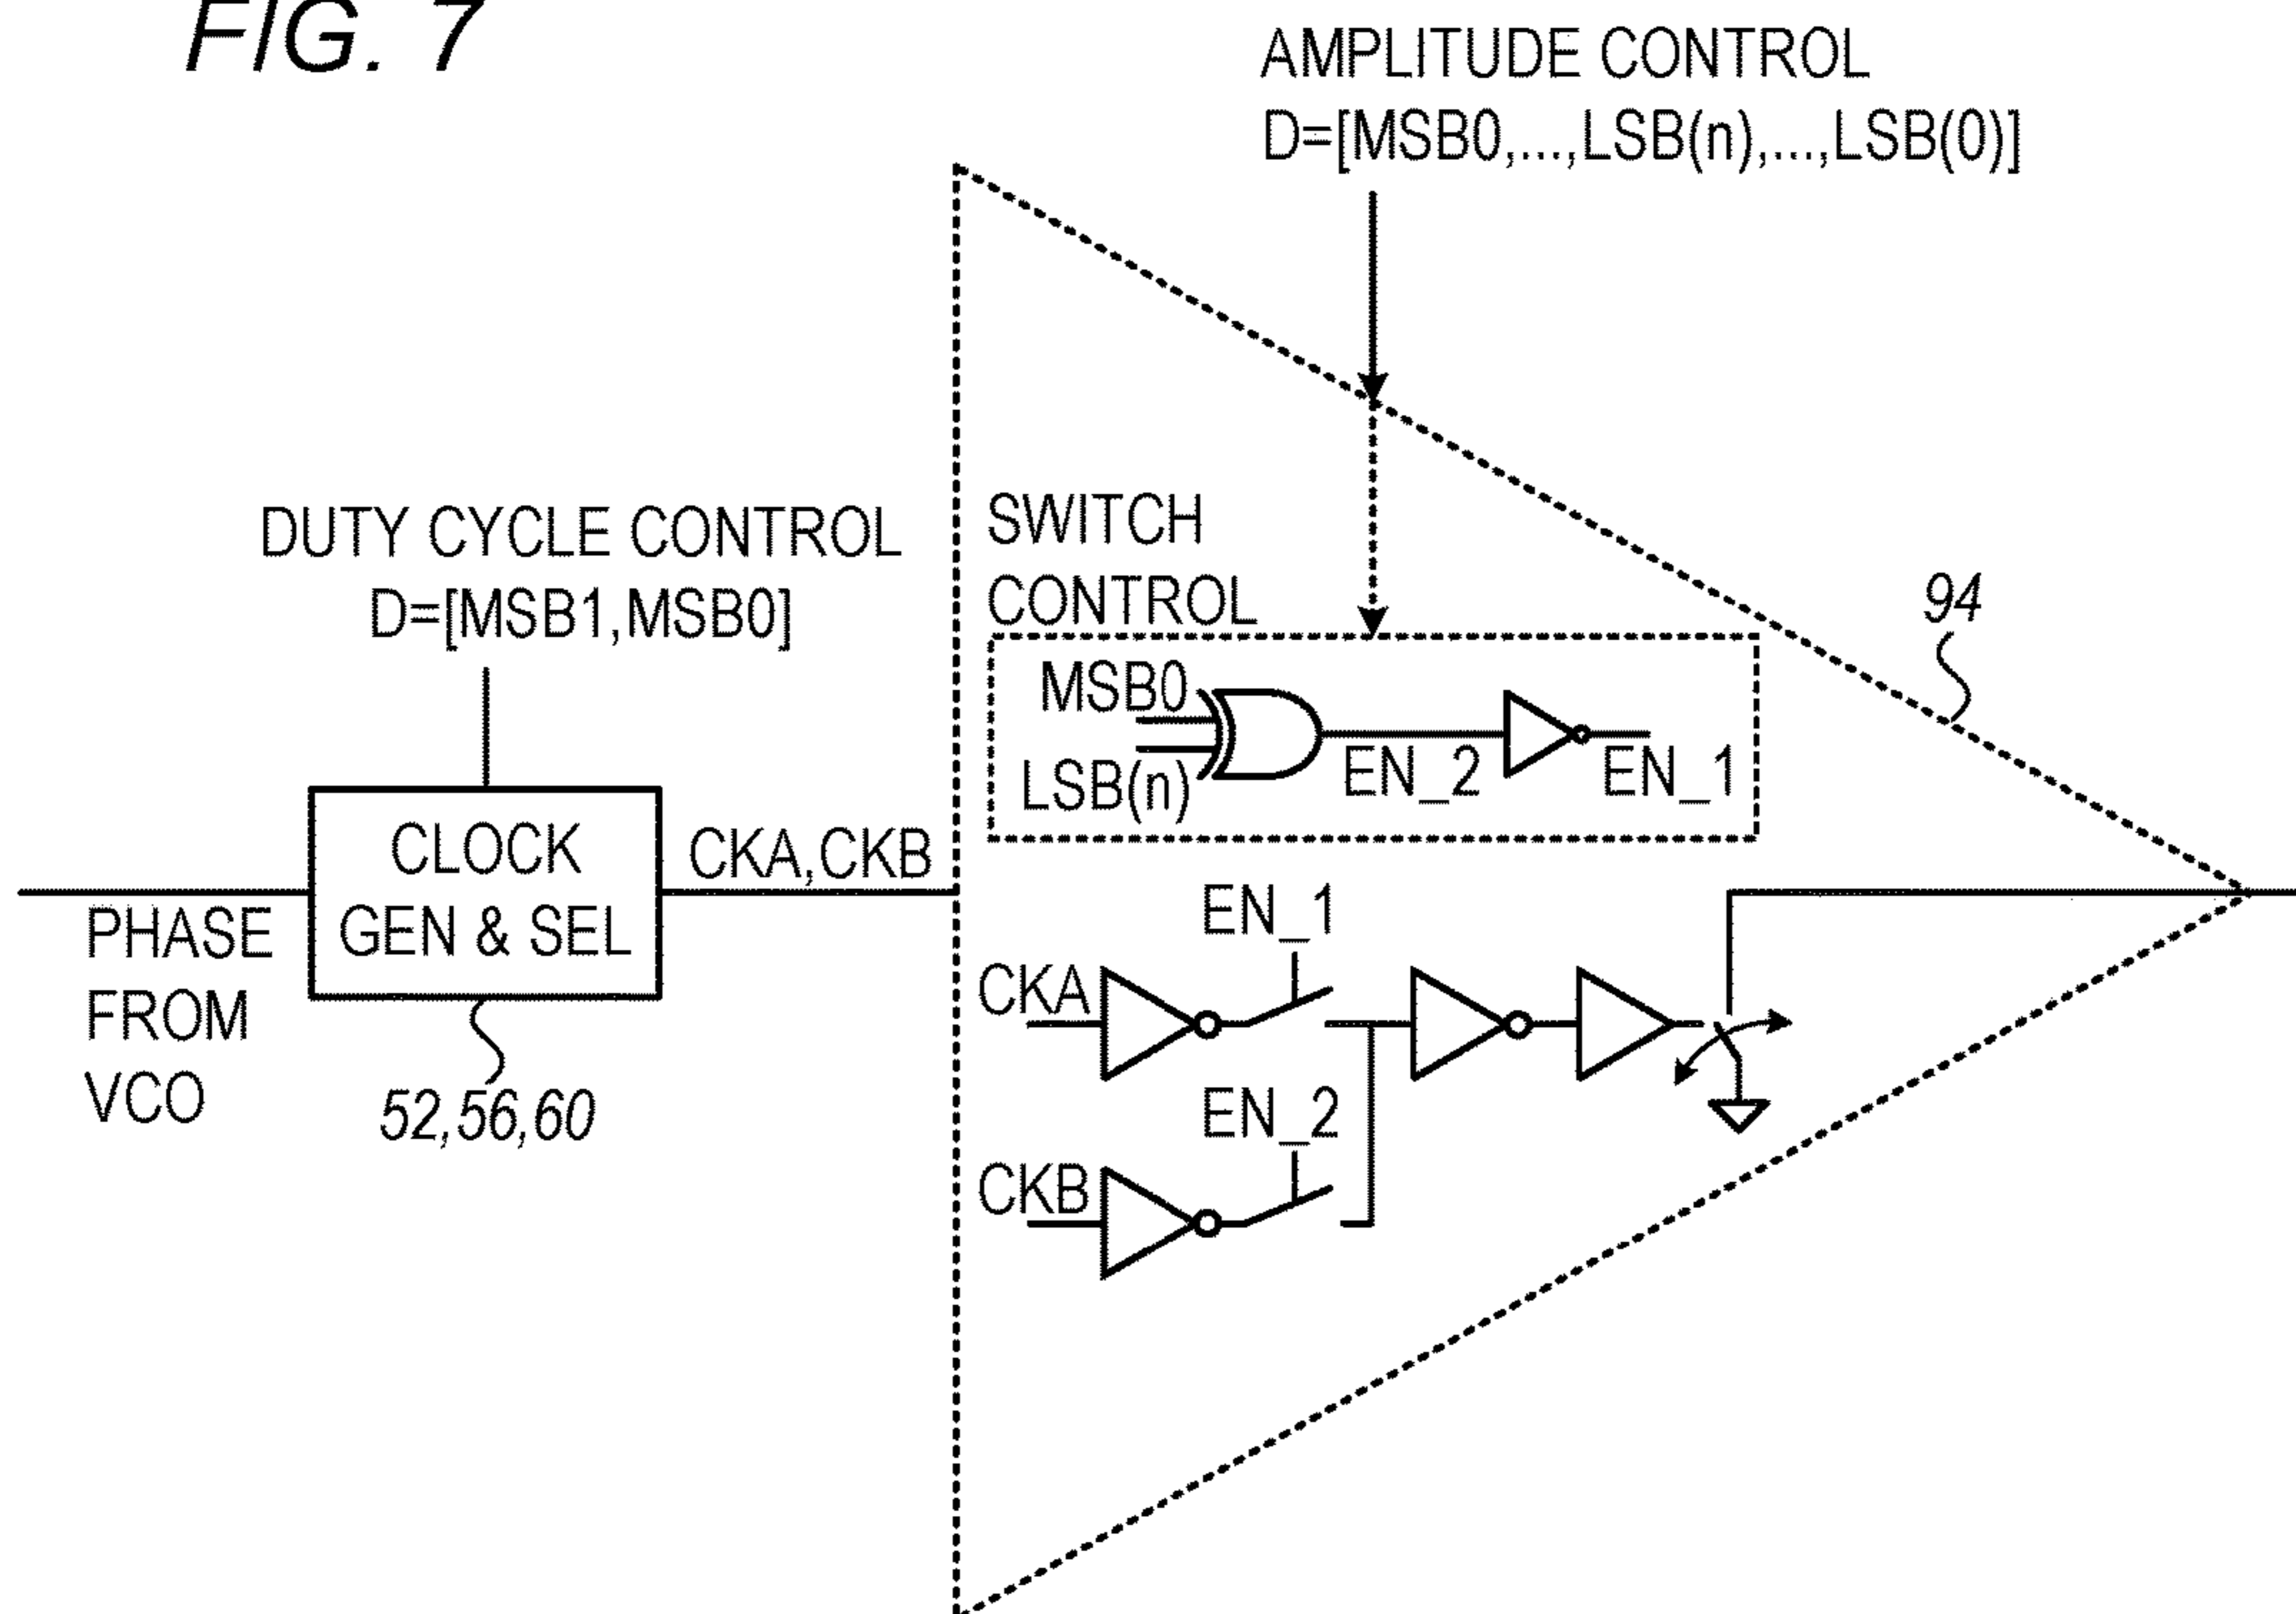 FIG. 7
AMPLITUDE CONTROL
D=[MSB0,...,LSB(n),...,LSB(0)]
DUTY CYCLE CONTROL
D=[MSB1,MSB0]
SWITCH
CONTROL
94
MSB0
LSB(n)
EN_2
EN_1
CLOCK
GEN & SEL
CKA,CKB
PHASE
FROM
VCO
52,56,60
EN_1
CKA
EN_2
CKB